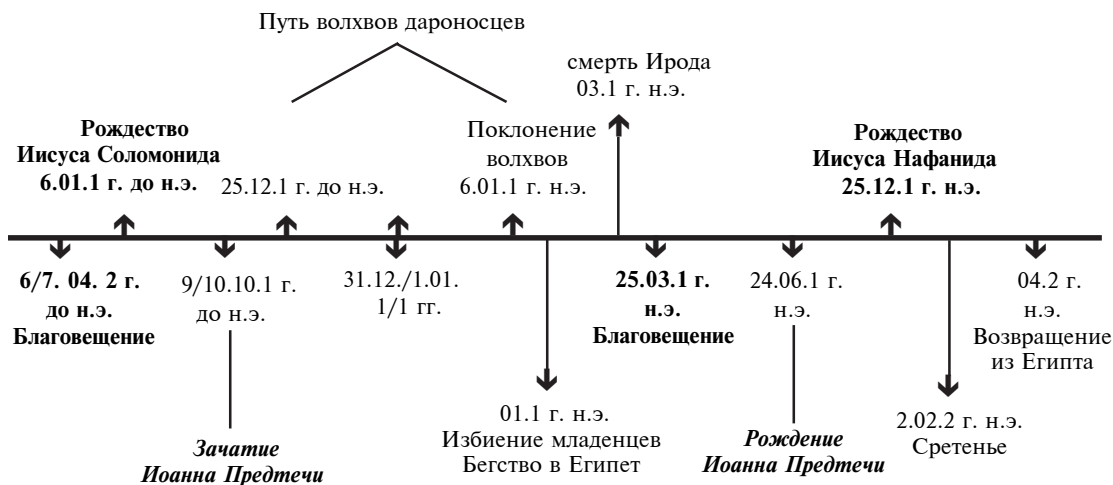 Путь волхвов дароносцев
смерть Ирода
03.1 г. н.э.
Рождество
Иисуса Соломонида
6.01.1 г. до н.э.
25.12.1 г. до н.э.
Поклонение
волхвов
6.01.1 г. н.э.
Рождество
Иисуса Нафанида
25.12.1 г. н.э.
6/7. 04. 2 г.
до н.э.
Благовещение
9/10.10.1 г.
до н.э.
Зачатие
Иоанна Предтечи
31.12./1.01.
1/1 гг.
01.1 г. н.э.
Избиение младенцев
Бегство в Египет
25.03.1 г.
н.э.
Благовещение
24.06.1 г.
н.э.
Рождение
Иоанна Предтечи
2.02.2 г. н.э.
Сретенье
04.2 г.
н.э.
Возвращение
из Египта